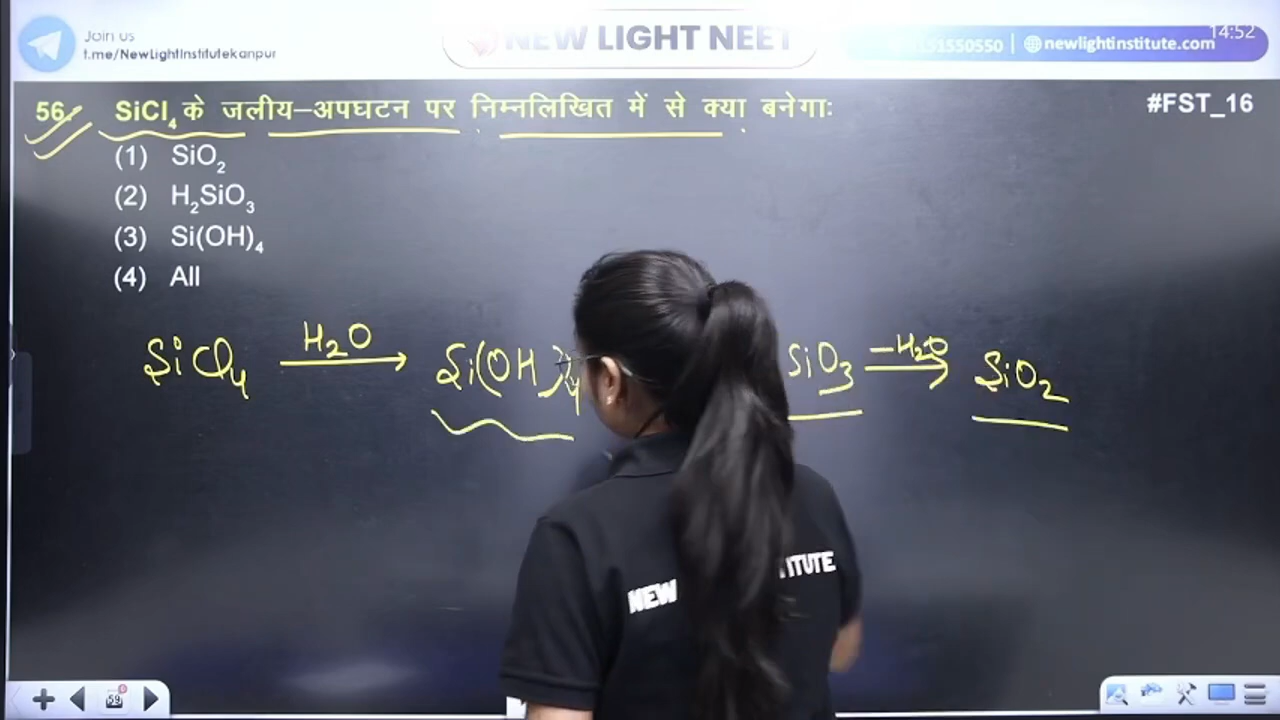 Join us
t.me/NewLightInstitutekanpur
NEW LIGHT NEET
550550 | newlightinstitute.com
14:52
56. SiCl₄ के जलीय–अपघटन पर निम्नलिखित में से क्या बनेगाः
#FST_16
(1) SiO₂
(2) H₂SiO₃
(3) Si(OH)₄
(4) All
SiCl₄ H₂O → Si(OH)₄ SiO₃ –H₂O → SiO₂
NEW ITUTE
59